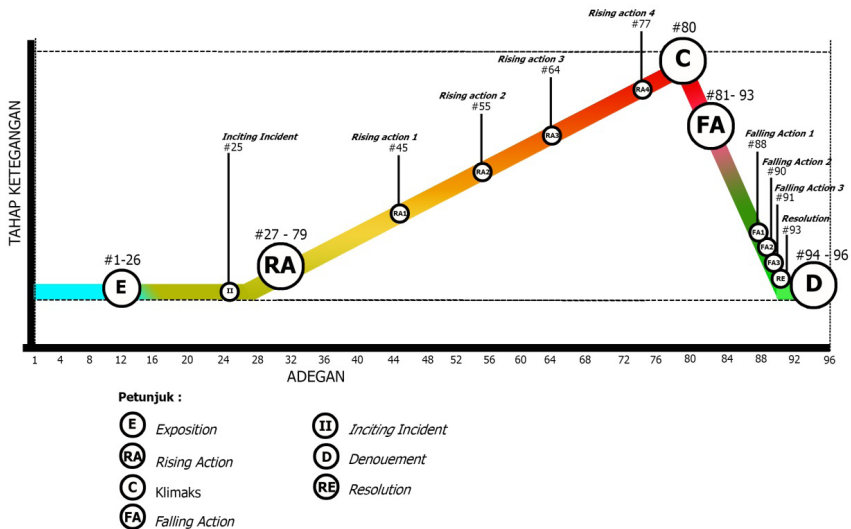 Rising action 4
#77
#80
C
Rising action 3
#64
RA4
#81- 93
FA
Rising action 2
#55
RA3
Inciting Incident
#25
Rising action 1
#45
RA2
Falling Action 1
#88
Falling Action 2
#90
Falling Action 3
#91
Resolution
#93
RA1
#27 - 79
RA
FA1
FA2
FA3
RE
#94 - 96
D
#1-26
E
II
TAHAP KETEGANGAN
1 4 8 12 16 20 24 28 32 36 40 44 48 52 56 60 64 68 72 76 80 84 88 92 96
ADEGAN
Petunjuk :
E Exposition
RA Rising Action
C Klimaks
FA Falling Action
II Inciting Incident
D Denouement
RE Resolution